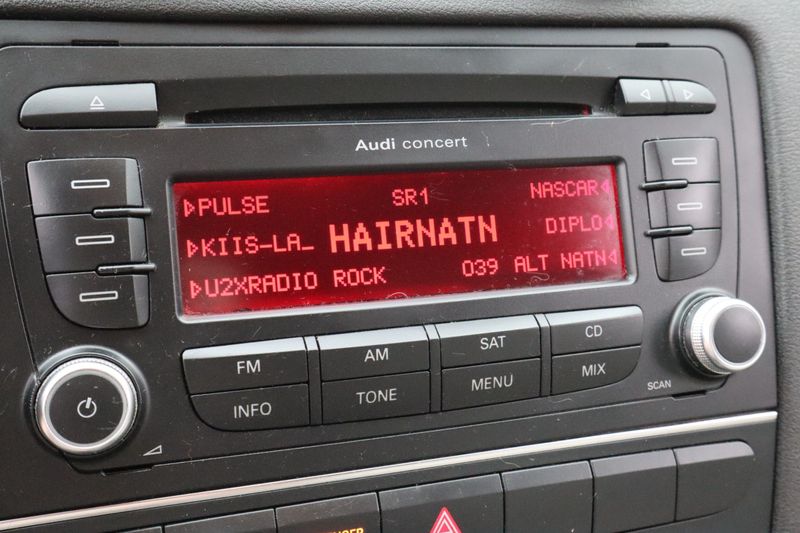 Audi concert
PULSE SR1 NASCAR
KIIS-LA_ HAIRNATN DIPLO
U2XRADIO ROCK 039 ALT NATN
FM AM SAT CD
INFO TONE MENU MIX
SCAN